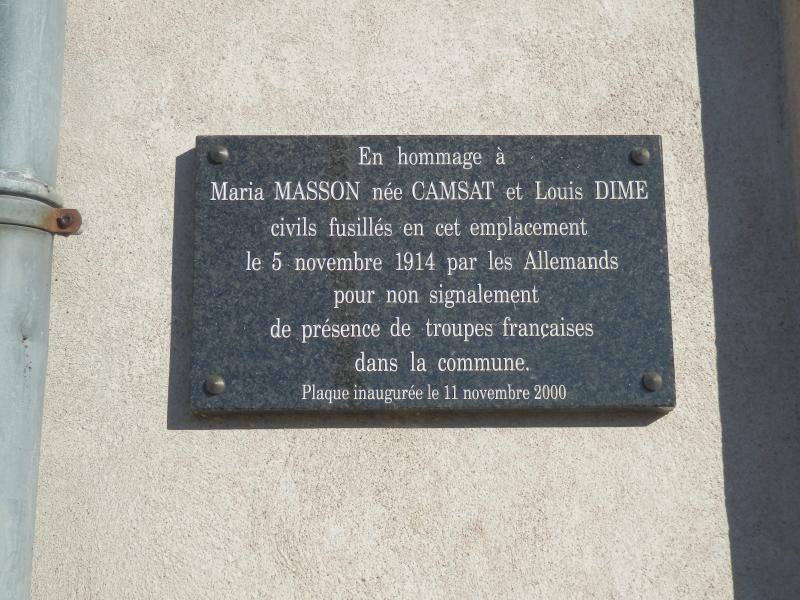 En hommage à
Maria MASSON née CAMSAT et Louis DIME
civils fusillés en cet emplacement
le 5 novembre 1914 par les Allemands
pour non signalement
de présence de troupes françaises
dans la commune.
Plaque inaugurée le 11 novembre 2000